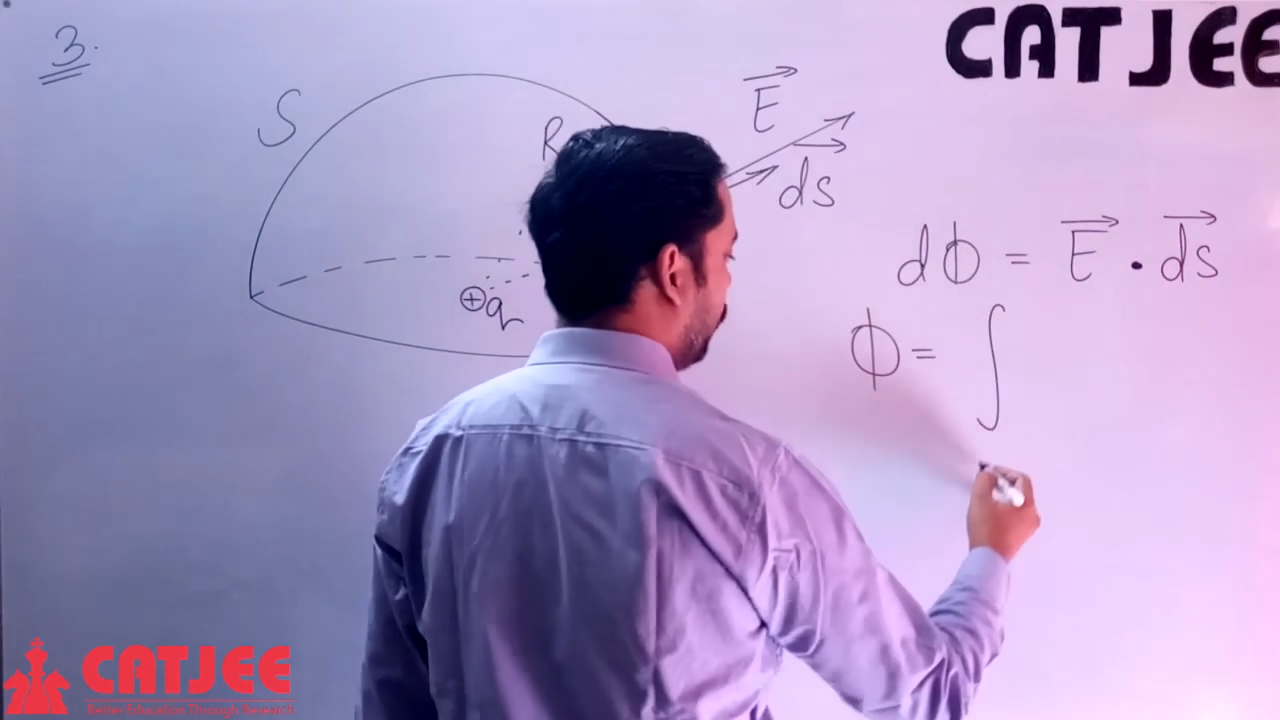 3.
CATJEE
S
R
E
ds
⊕q
dϕ = E · ds
ϕ = ∫
CATJEE
Better Education Through Research